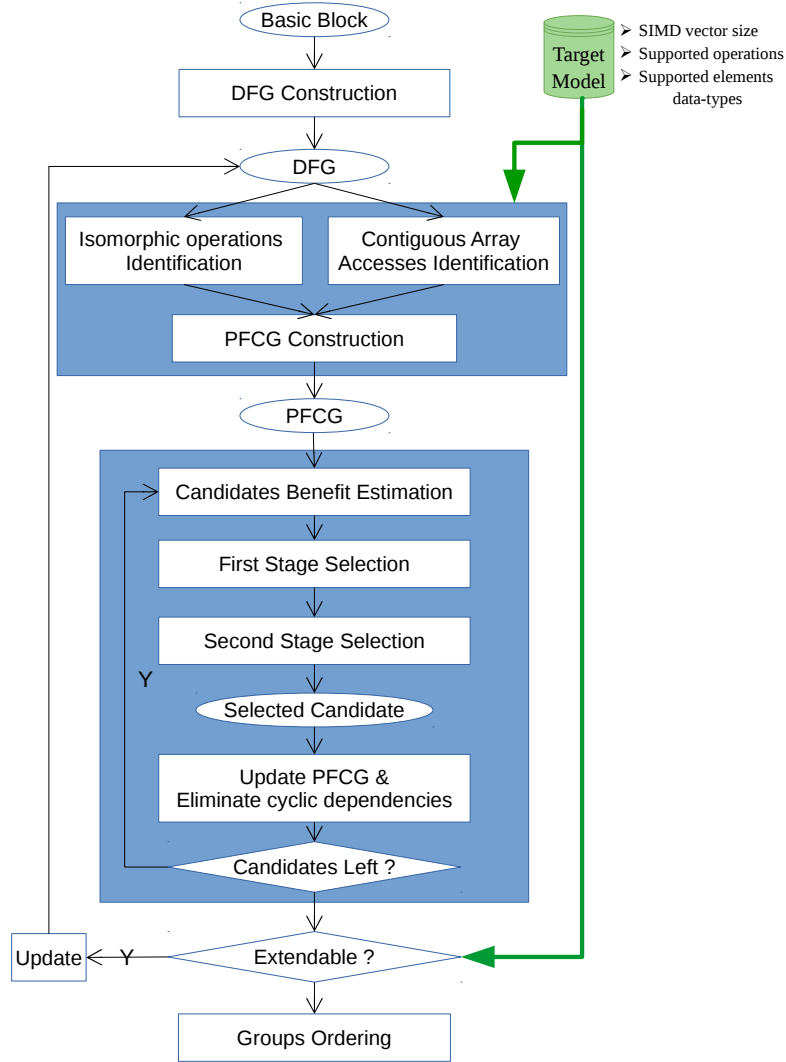 Basic Block
Target
Model
SIMD vector size
Supported operations
Supported elements
data-types
DFG Construction
DFG
Isomorphic operations
Identification
Contiguous Array
Accesses Identification
PFCG Construction
PFCG
Candidates Benefit Estimation
First Stage Selection
Second Stage Selection
Y
Selected Candidate
Update PFCG &
Eliminate cyclic dependencies
Candidates Left ?
Update
Y
Extendable ?
Groups Ordering